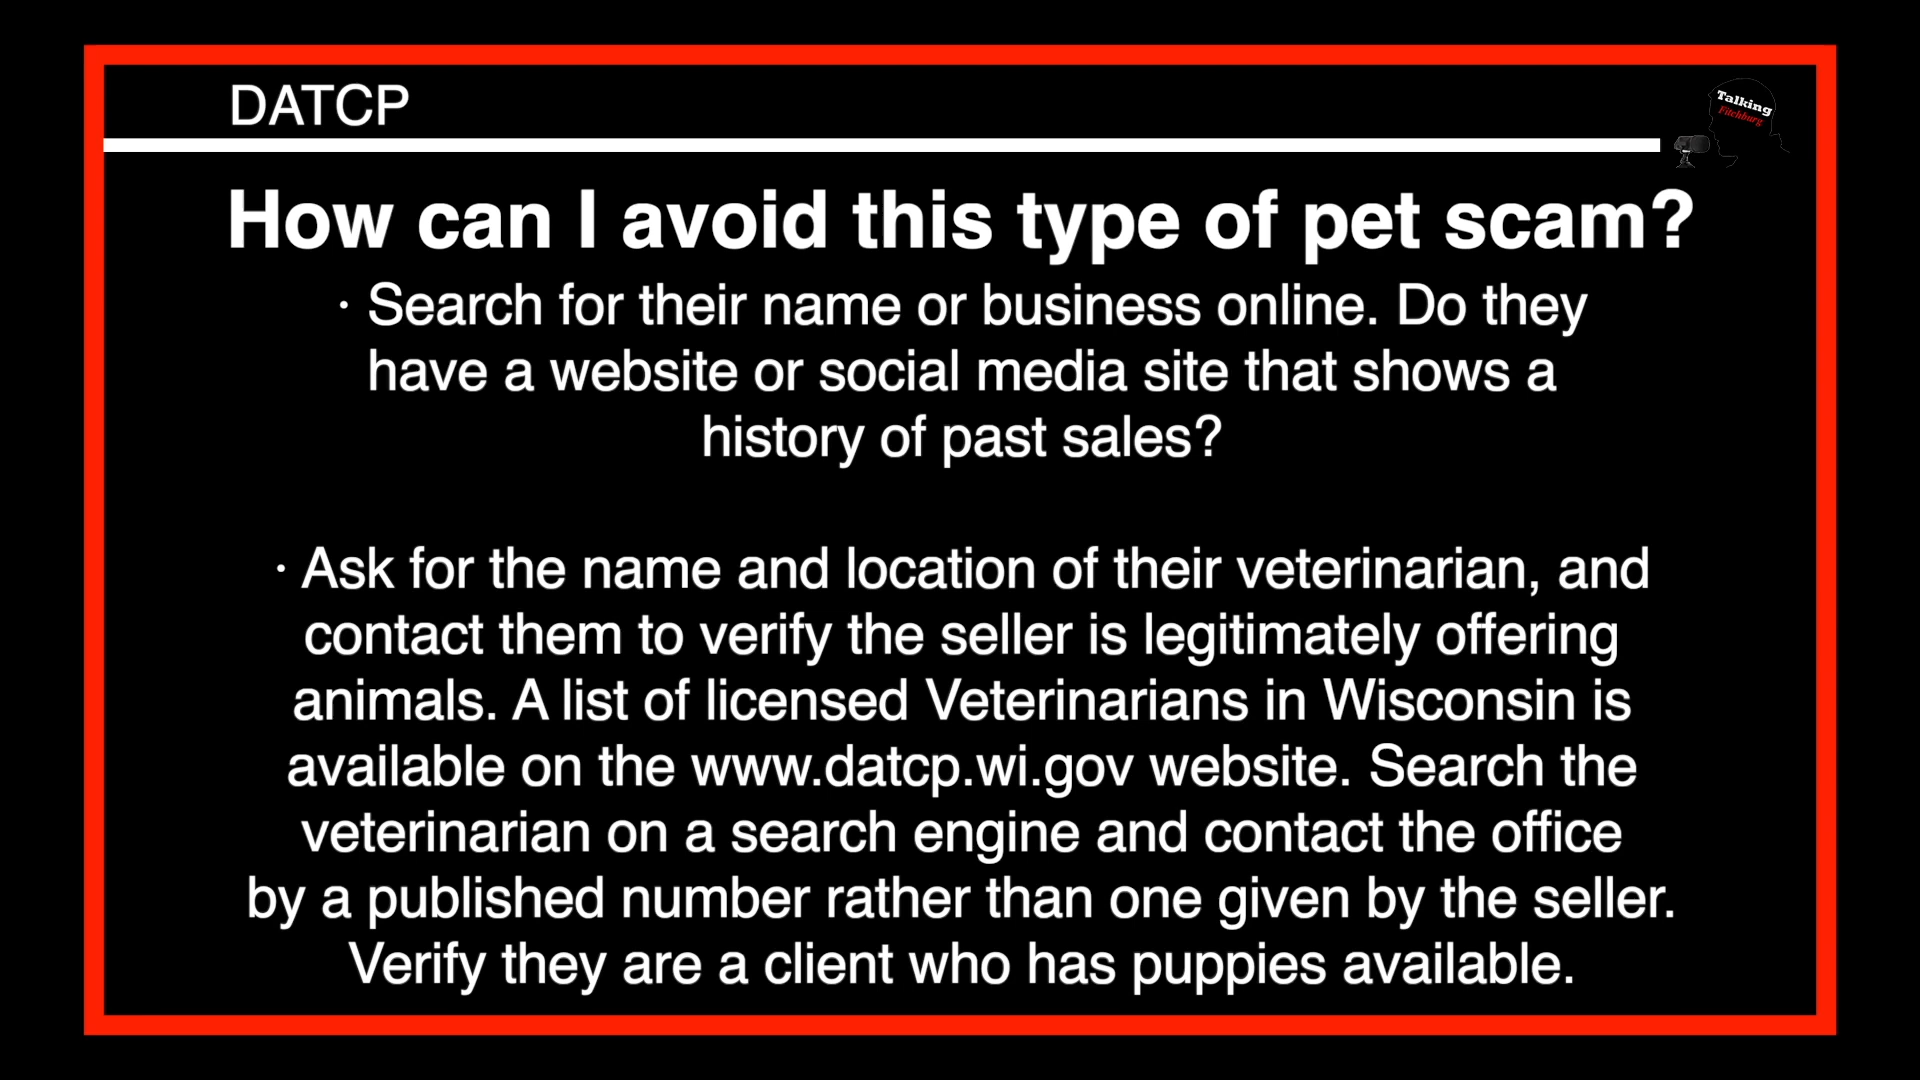 DATCP
Talking
Fitchburg
How can I avoid this type of pet scam?
· Search for their name or business online. Do they
have a website or social media site that shows a
history of past sales?
· Ask for the name and location of their veterinarian, and
contact them to verify the seller is legitimately offering
animals. A list of licensed Veterinarians in Wisconsin is
available on the www.datcp.wi.gov website. Search the
veterinarian on a search engine and contact the office
by a published number rather than one given by the seller.
Verify they are a client who has puppies available.